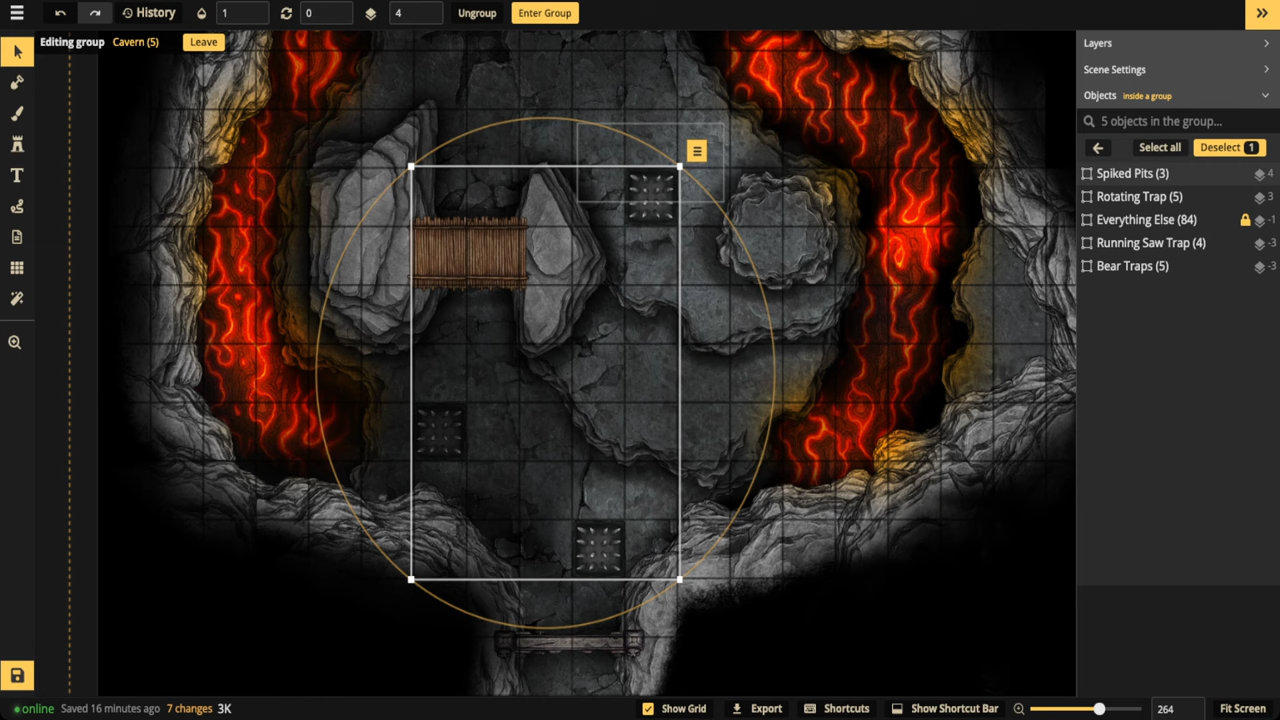 History
1
0
4
Ungroup
Enter Group
Editing group Cavern (5) Leave
Layers
Scene Settings
Objects inside a group
5 objects in the group...
Select all
Deselect 1
Spiked Pits (3) 4
Rotating Trap (5) 3
Everything Else (84) -1
Running Saw Trap (4) -3
Bear Traps (5) -3
T
online Saved 16 minutes ago 7 changes 3K
Show Grid
Export
Shortcuts
Show Shortcut Bar
264
Fit Screen